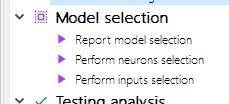 Model selection
Report model selection
Perform neurons selection
Perform inputs selection
Testing analysis